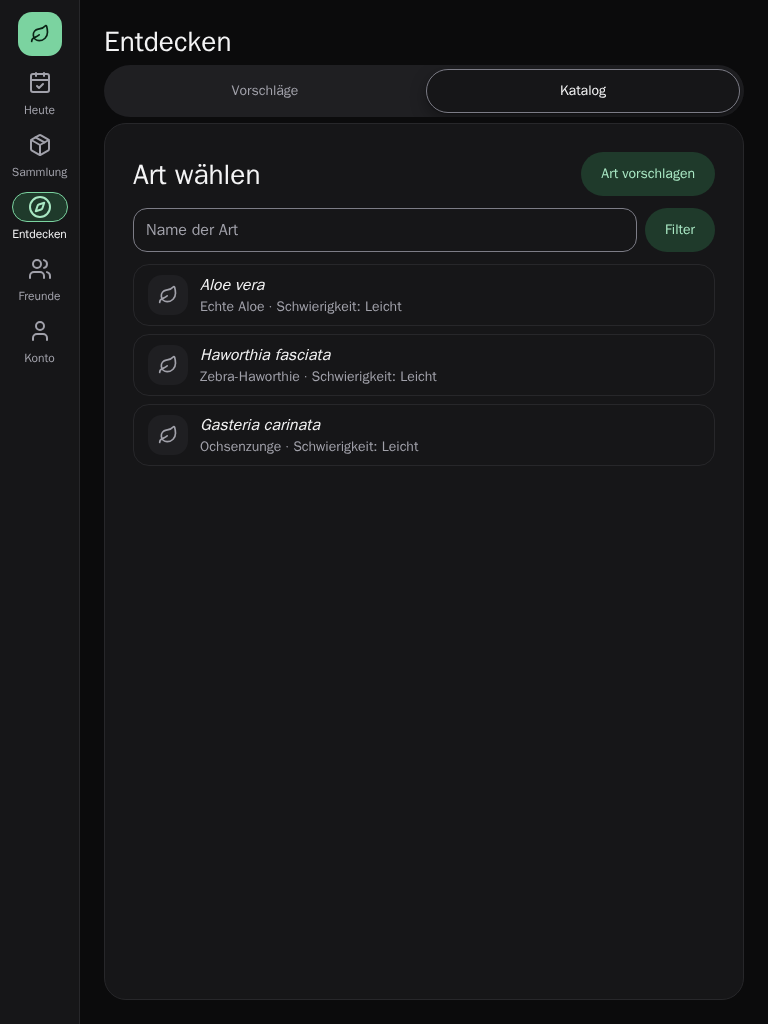 Entdecken
Vorschläge
Katalog
Heute
Sammlung
Entdecken
Freunde
Konto
Art wählen
Art vorschlagen
Name der Art
Filter
Aloe vera
Echte Aloe · Schwierigkeit: Leicht
Haworthia fasciata
Zebra-Haworthie · Schwierigkeit: Leicht
Gasteria carinata
Ochsenzunge · Schwierigkeit: Leicht